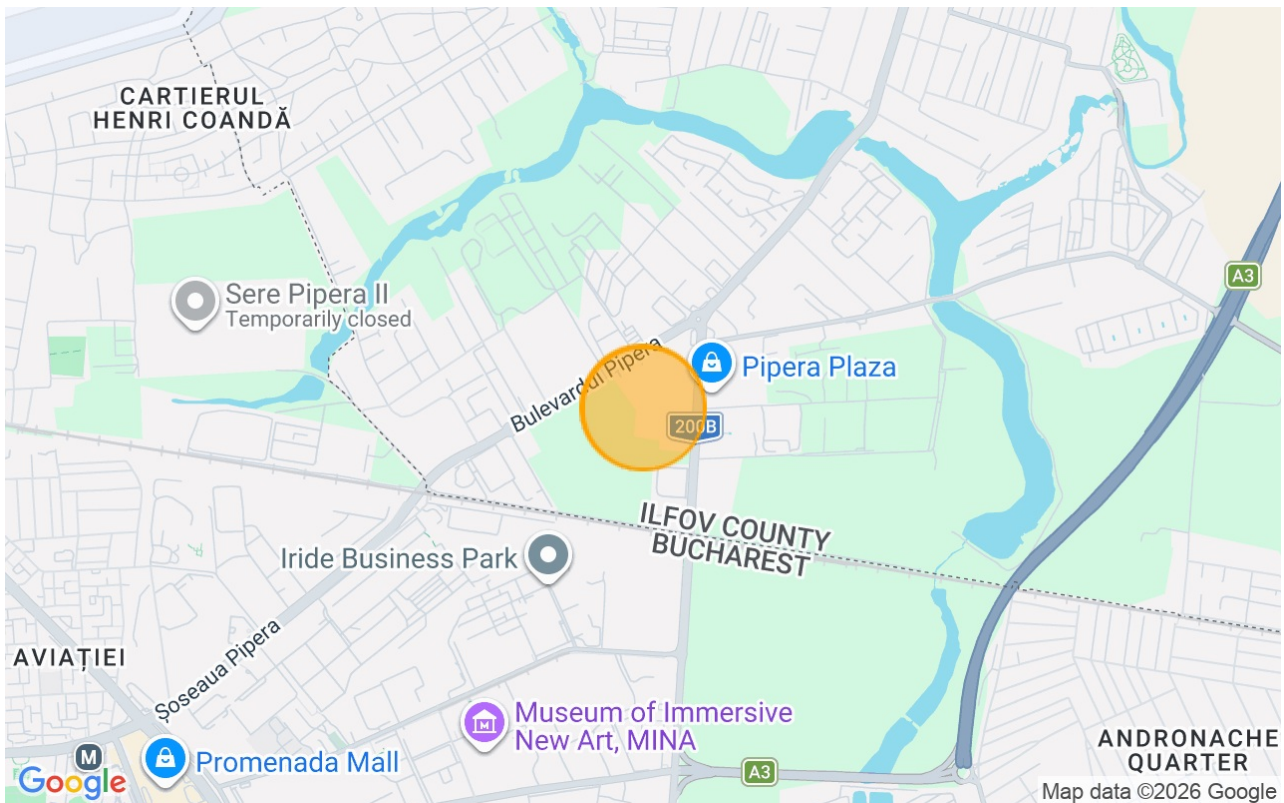 CARTIERUL
HENRI COANDĂ
A3
Sere Pipera II
Temporarily closed
Bulevardul Pipera
Pipera Plaza
200B
ILFOV COUNTY
BUCHAREST
Iride Business Park
AVIAȚIEI
Șoseaua Pipera
Museum of Immersive
New Art, MINA
M
Promenada Mall
A3
ANDRONACHE
QUARTER
Google
Map data ©2026 Google